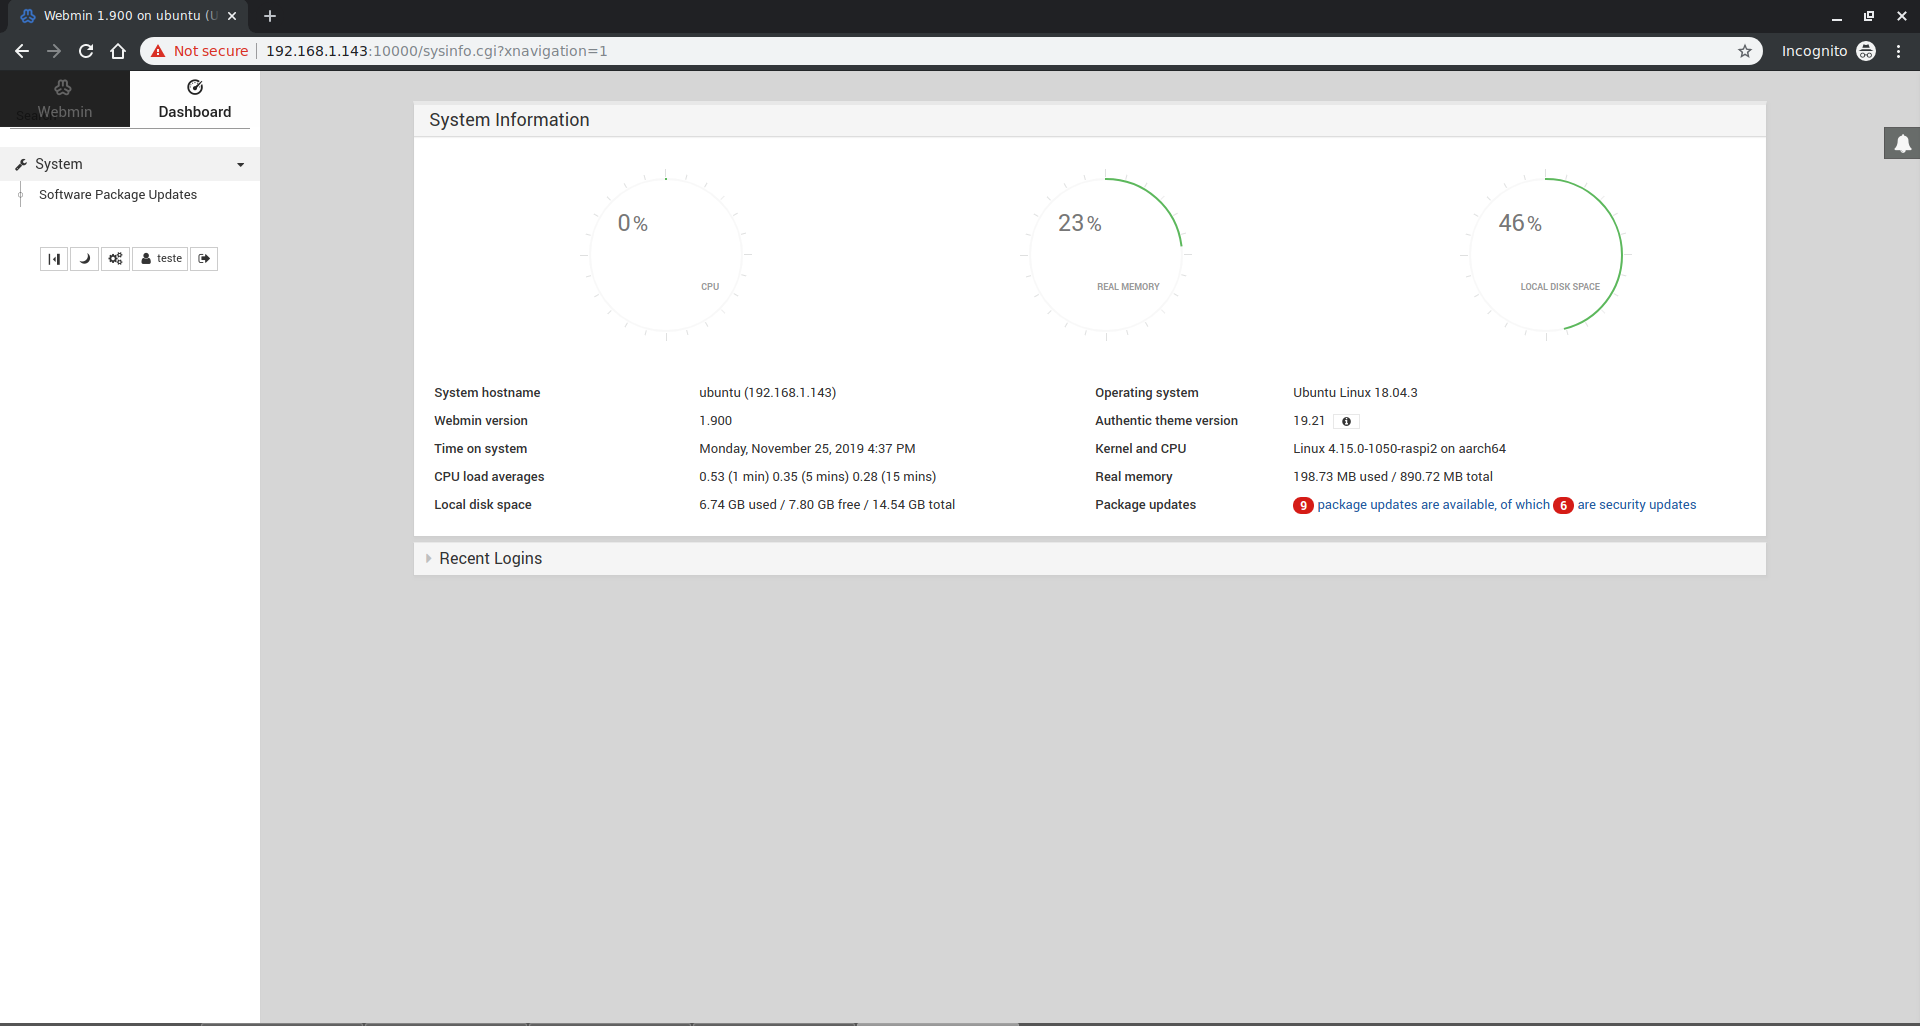 Webmin 1.900 on ubuntu (U
Not secure 192.168.1.143:10000/sysinfo.cgi?xnavigation=1
Incognito
Webmin
Dashboard
System
Software Package Updates
teste
System Information
0%
CPU
23%
REAL MEMORY
46%
LOCAL DISK SPACE
System hostname ubuntu (192.168.1.143) Operating system Ubuntu Linux 18.04.3
Webmin version 1.900 Authentic theme version 19.21
Time on system Monday, November 25, 2019 4:37 PM Kernel and CPU Linux 4.15.0-1050-raspi2 on aarch64
CPU load averages 0.53 (1 min) 0.35 (5 mins) 0.28 (15 mins) Real memory 198.73 MB used / 890.72 MB total
Local disk space 6.74 GB used / 7.80 GB free / 14.54 GB total Package updates 9 package updates are available, of which 6 are security updates
Recent Logins